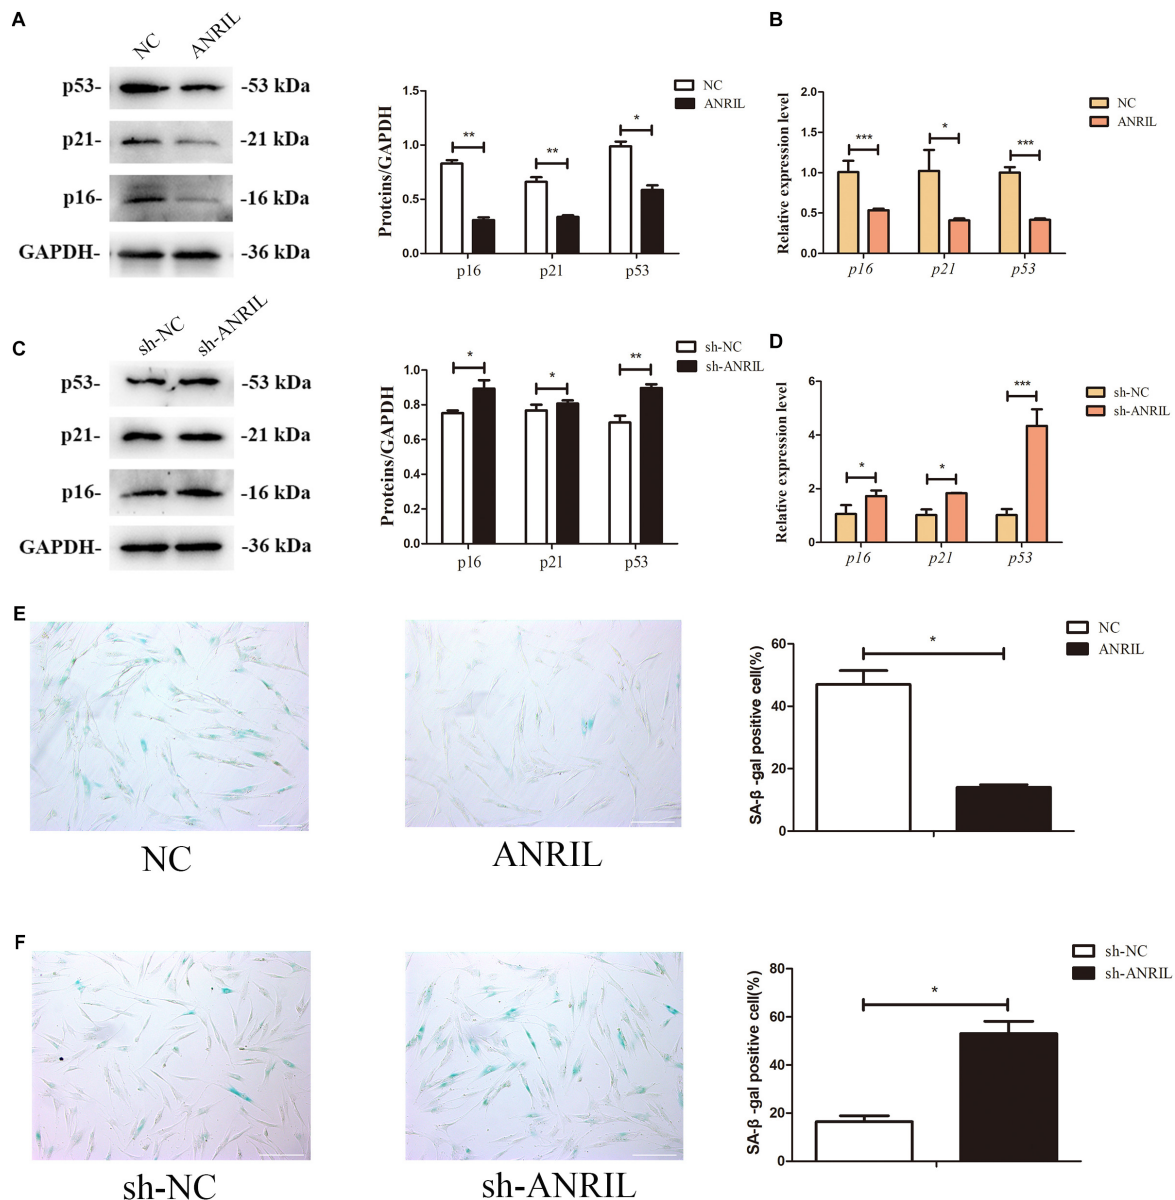 A
NC ANRIL
p53- -53 kDa
p21- -21 kDa
p16- -16 kDa
GAPDH- -36 kDa
NC
ANRIL
Proteins/GAPDH
1.5
1.0
0.5
0.0
** ** *
p16 p21 p53
B
NC
ANRIL
Relative expression level
2.0
1.5
1.0
0.5
0.0
*** * ***
p16 p21 p53
C
sh-NC sh-ANRIL
p53- -53 kDa
p21- -21 kDa
p16- -16 kDa
GAPDH- -36 kDa
sh-NC
sh-ANRIL
Proteins/GAPDH
1.0
0.8
0.6
0.4
0.2
0.0
* * **
p16 p21 p53
D
sh-NC
sh-ANRIL
Relative expression level
6
4
2
0
* * ***
p16 p21 p53
E
NC
ANRIL
NC
ANRIL
SA-β -gal positive cell(%)
60
40
20
0
*
F
sh-NC
sh-ANRIL
sh-NC
sh-ANRIL
SA-β -gal positive cell(%)
80
60
40
20
0
*